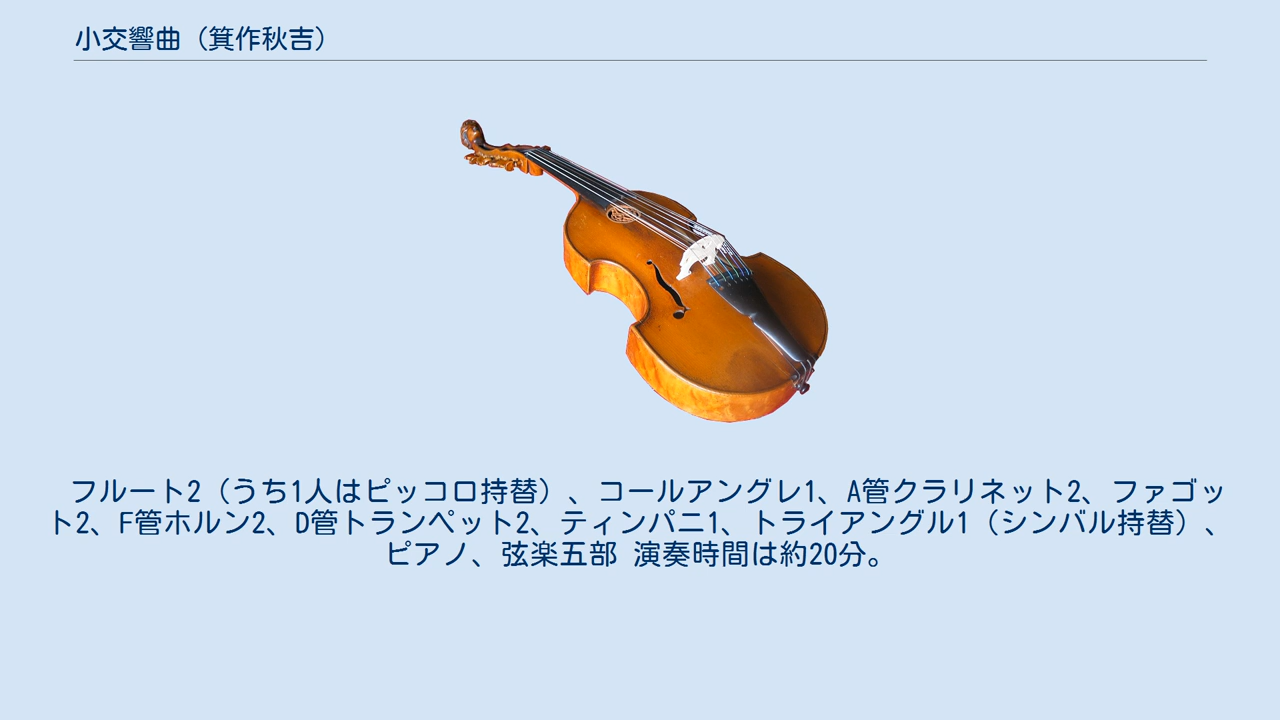 小交響曲（箕作秋吉）
フルート2（うち1人はピッコロ持替）、コールアングレ1、A管クラリネット2、ファゴッ
ト2、F管ホルン2、D管トランペット2、ティンパニ1、トライアングル1（シンバル持替）、
ピアノ、弦楽五部 演奏時間は約20分。